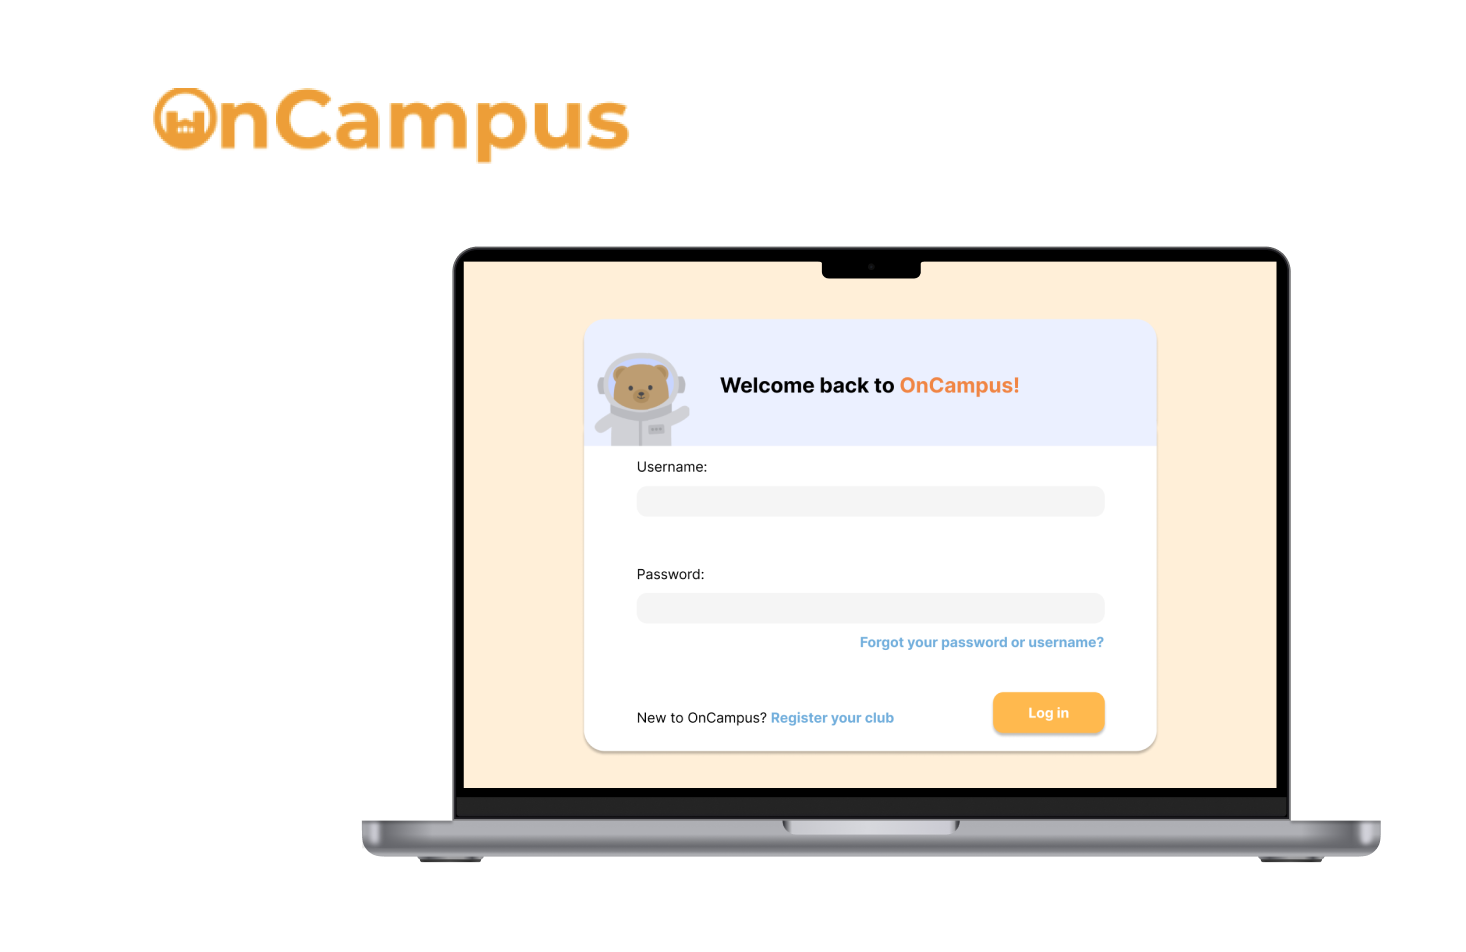 OnCampus
Welcome back to OnCampus!
Username:
Password:
Forgot your password or username?
New to OnCampus? Register your club
Log in